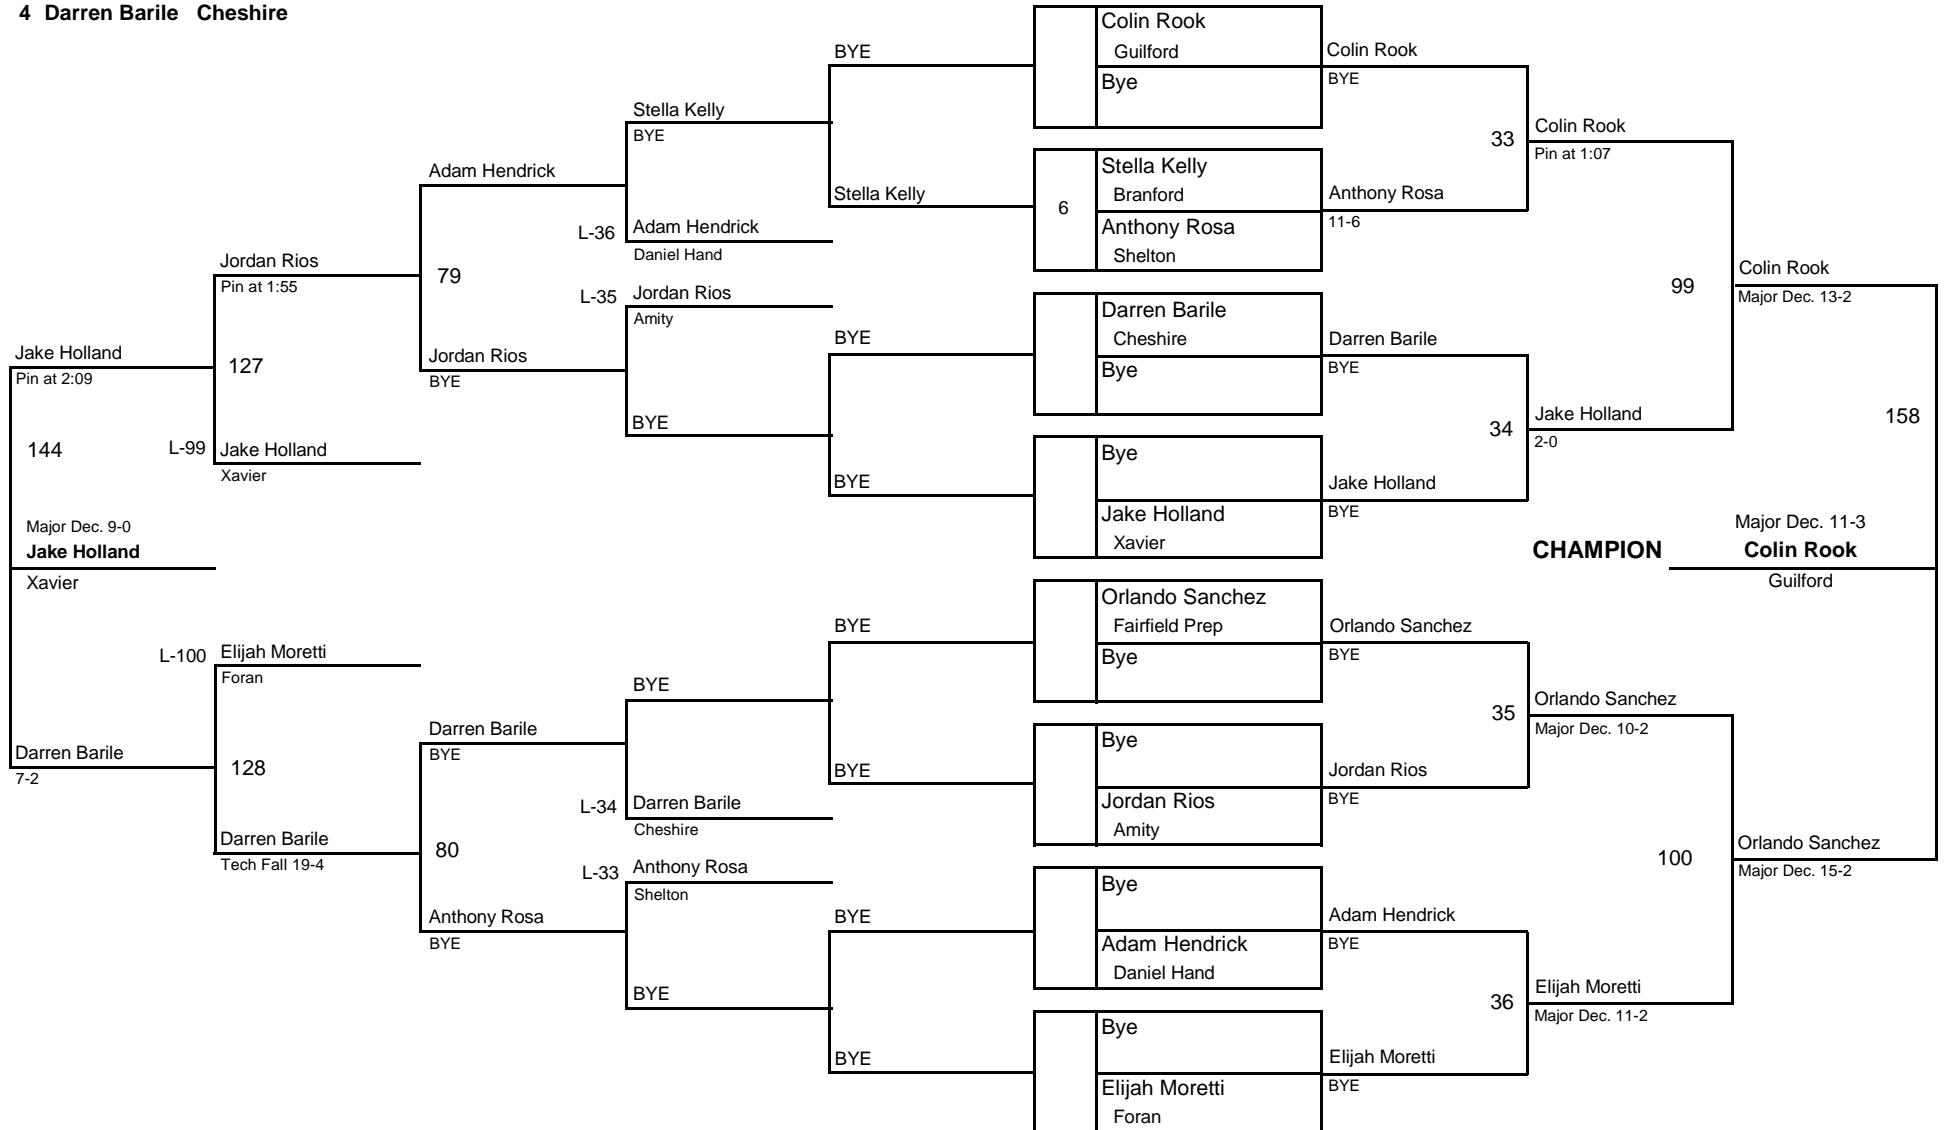 4 Darren Barile Cheshire
Colin Rook
Guilford
Bye
Stella Kelly
Branford
6
Anthony Rosa
Shelton
Darren Barile
Cheshire
Bye
Bye
Jake Holland
Xavier
Orlando Sanchez
Fairfield Prep
Bye
Bye
Jordan Rios
Amity
Bye
Adam Hendrick
Daniel Hand
Bye
Elijah Moretti
Foran
Colin Rook
BYE
33
Anthony Rosa
11-6
Darren Barile
BYE
34
Jake Holland
BYE
Orlando Sanchez
BYE
35
Jordan Rios
BYE
Adam Hendrick
BYE
36
Elijah Moretti
BYE
Colin Rook
Pin at 1:07
99
Jake Holland
2-0
Orlando Sanchez
Major Dec. 10-2
100
Elijah Moretti
Major Dec. 11-2
Colin Rook
Major Dec. 13-2
158
Major Dec. 11-3
CHAMPION Colin Rook
Guilford
Orlando Sanchez
Major Dec. 15-2
BYE
Stella Kelly
BYE
BYE
BYE
BYE
BYE
BYE
Stella Kelly
BYE
L-36 Adam Hendrick
Daniel Hand
L-35 Jordan Rios
Amity
BYE
BYE
L-34 Darren Barile
Cheshire
L-33 Anthony Rosa
Shelton
BYE
Adam Hendrick
79
Jordan Rios
BYE
Darren Barile
BYE
80
Anthony Rosa
BYE
Jordan Rios
Pin at 1:55
127
L-99 Jake Holland
Xavier
L-100 Elijah Moretti
Foran
128
Darren Barile
Tech Fall 19-4
Jake Holland
Pin at 2:09
144
Major Dec. 9-0
Jake Holland
Xavier
Darren Barile
7-2